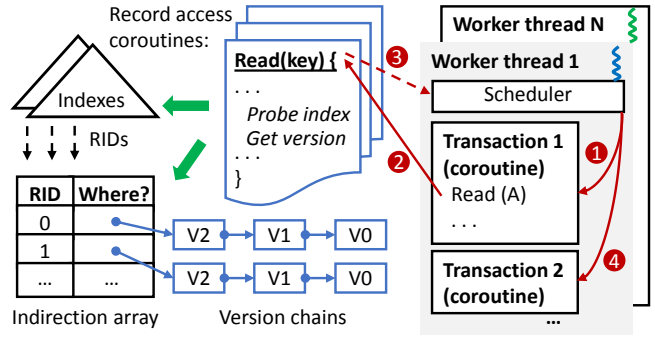 Record access
coroutines:
Indexes
RIDs
Read(key) {
. . .
Probe index
Get version
. . .
}
RID Where?
0
1
... ...
Indirection array
V2 V1 V0
V2 V1 V0
Version chains
Worker thread N
Worker thread 1
Scheduler
Transaction 1
(coroutine)
Read (A)
. . .
Transaction 2
(coroutine)
...
1
2
3
4